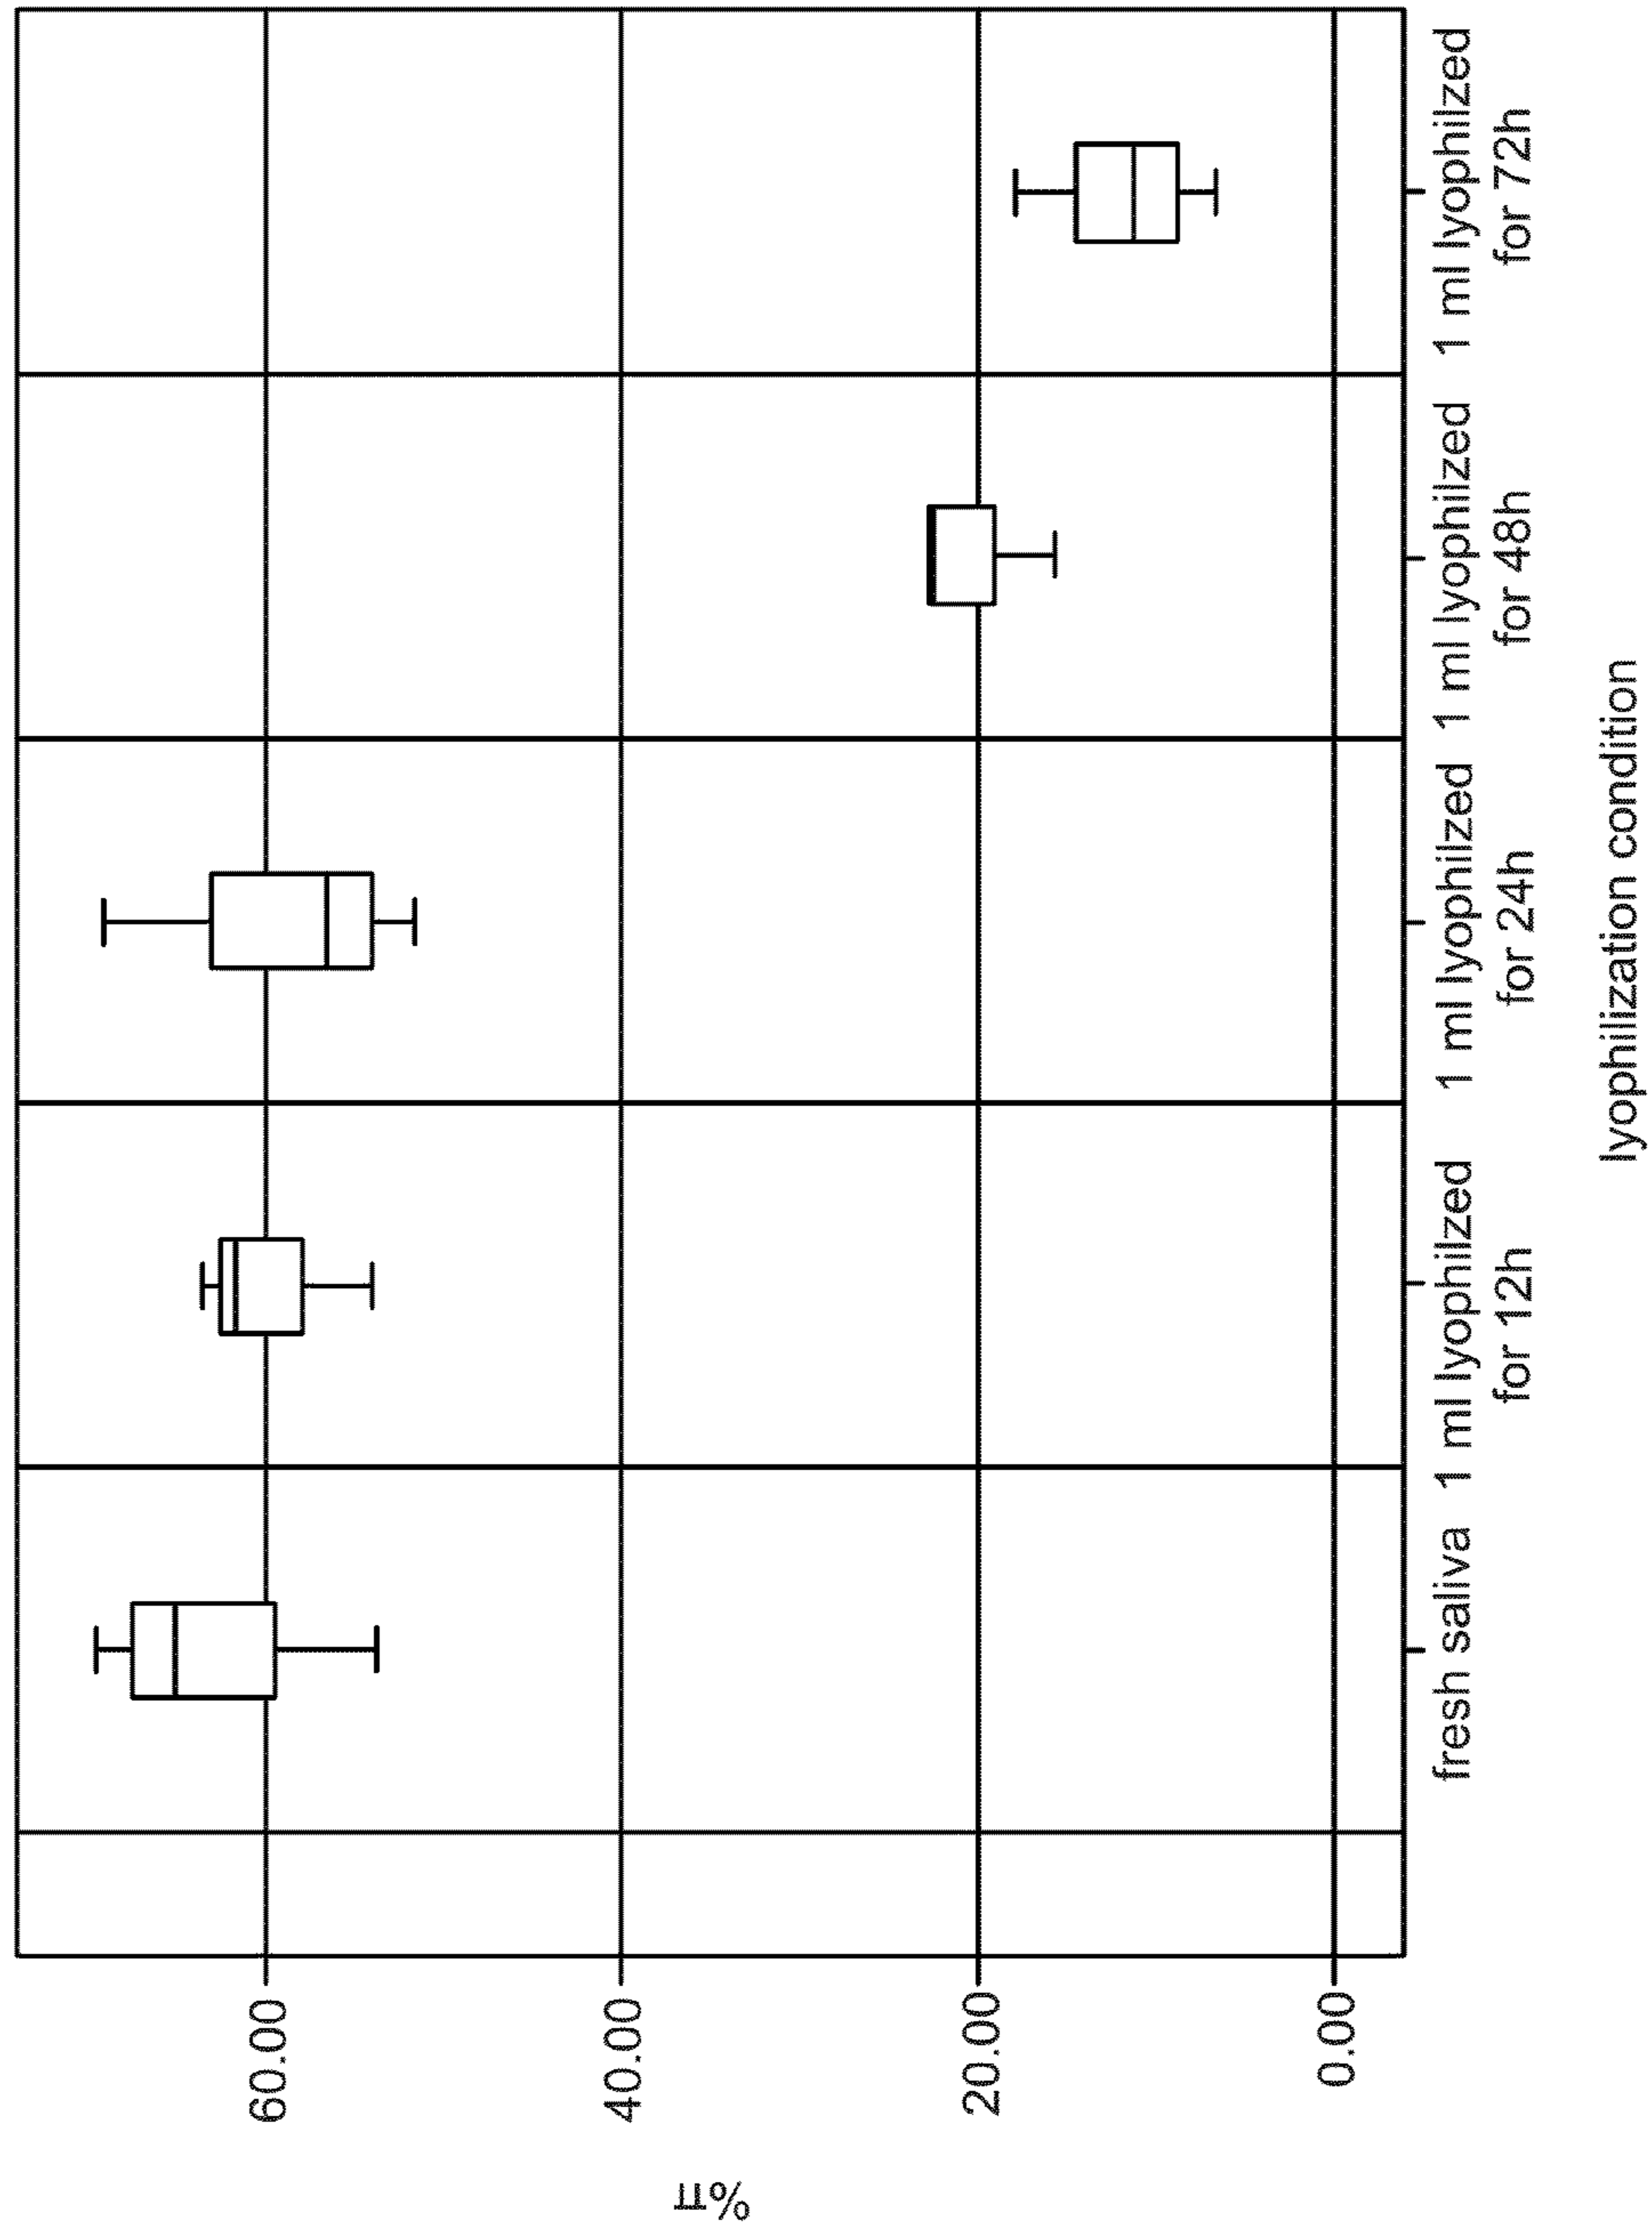 %TT
60.00
40.00
20.00
0.00
fresh saliva
1 ml lyophilized
for 12h
1 ml lyophilized
for 24h
1 ml lyophilized
for 48h
1 ml lyophilized
for 72h
lyophilization condition